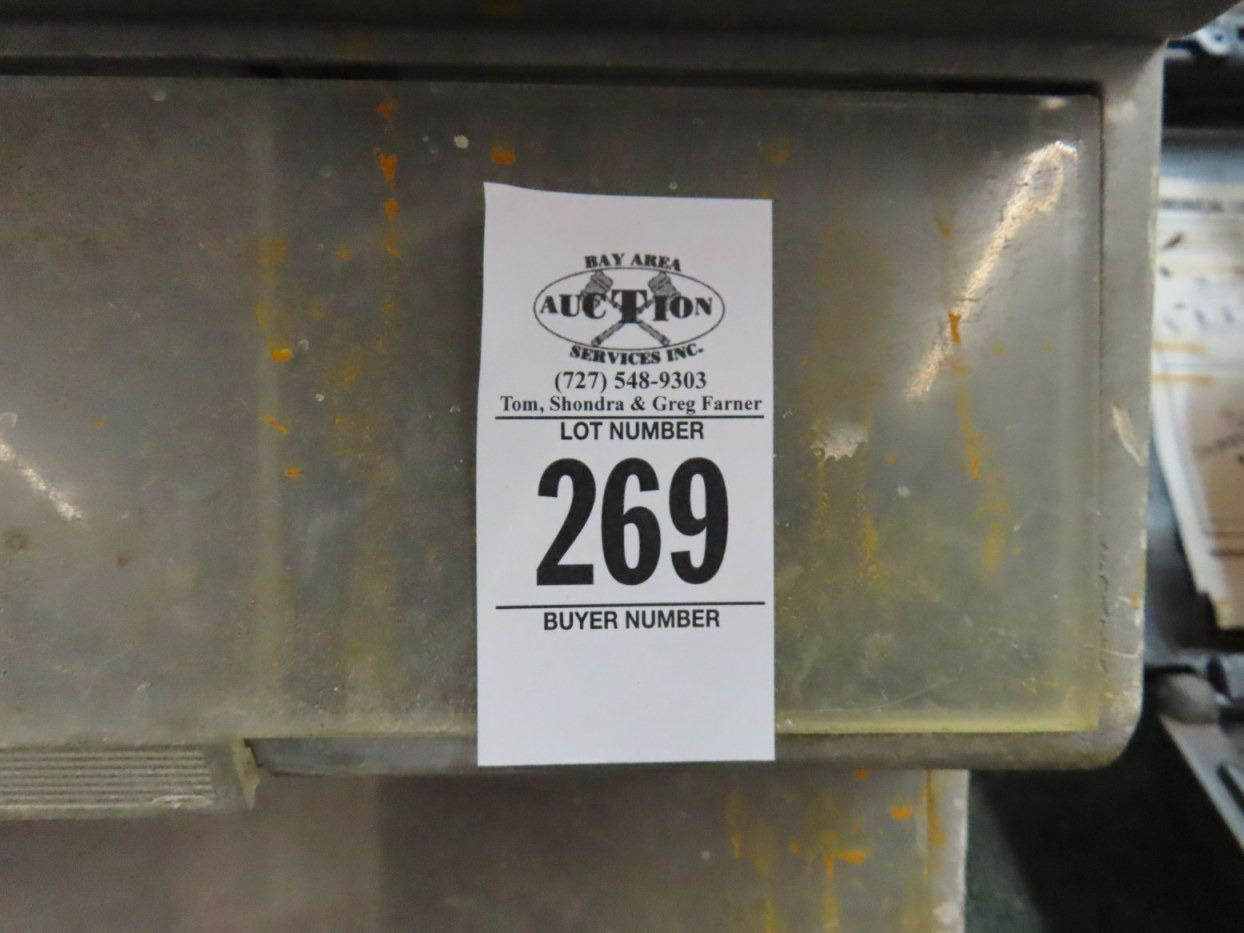 BAY AREA
AUCTION
SERVICES INC.
(727) 548-9303
Tom, Shondra & Greg Farner
LOT NUMBER
269
BUYER NUMBER